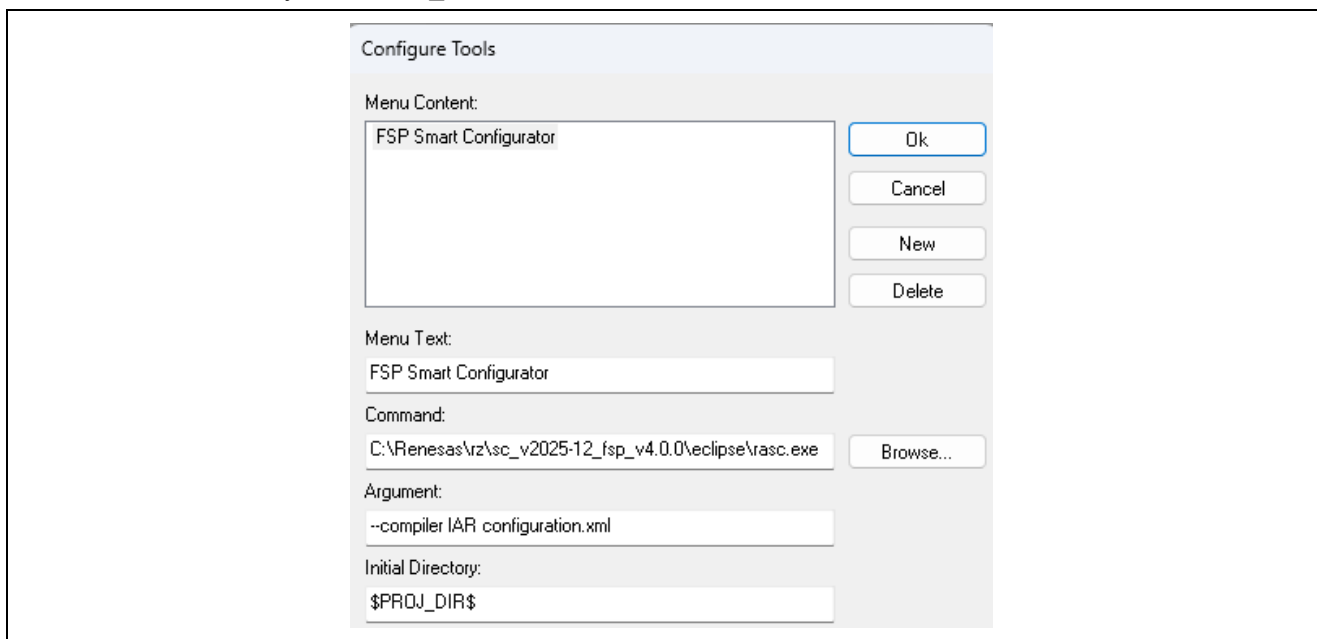 Configure Tools
Menu Content:
FSP Smart Configurator
Ok
Cancel
New
Delete
Menu Text:
FSP Smart Configurator
Command:
C:\Renesas\rz\sc_v2025-12_fsp_v4.0.0\eclipse\rasc.exe
Browse...
Argument:
--compiler IAR configuration.xml
Initial Directory:
$PROJ_DIR$